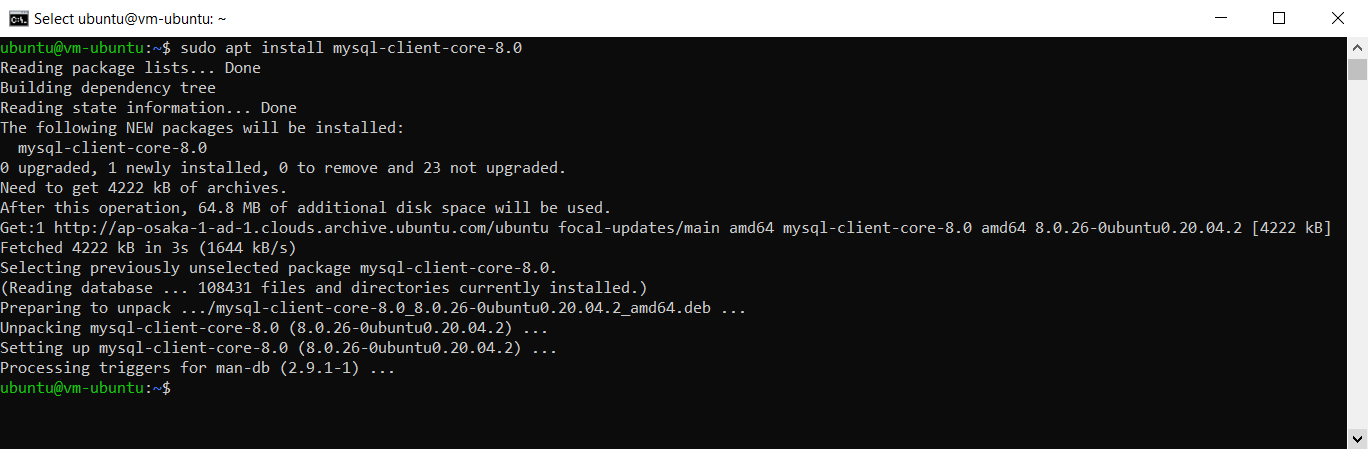 Select ubuntu@vm-ubuntu: ~
ubuntu@vm-ubuntu:~$ sudo apt install mysql-client-core-8.0
Reading package lists... Done
Building dependency tree
Reading state information... Done
The following NEW packages will be installed:
  mysql-client-core-8.0
0 upgraded, 1 newly installed, 0 to remove and 23 not upgraded.
Need to get 4222 kB of archives.
After this operation, 64.8 MB of additional disk space will be used.
Get:1 http://ap-osaka-1-ad-1.clouds.archive.ubuntu.com/ubuntu focal-updates/main amd64 mysql-client-core-8.0 amd64 8.0.26-0ubuntu0.20.04.2 [4222 kB]
Fetched 4222 kB in 3s (1644 kB/s)
Selecting previously unselected package mysql-client-core-8.0.
(Reading database ... 108431 files and directories currently installed.)
Preparing to unpack .../mysql-client-core-8.0_8.0.26-0ubuntu0.20.04.2_amd64.deb ...
Unpacking mysql-client-core-8.0 (8.0.26-0ubuntu0.20.04.2) ...
Setting up mysql-client-core-8.0 (8.0.26-0ubuntu0.20.04.2) ...
Processing triggers for man-db (2.9.1-1) ...
ubuntu@vm-ubuntu:~$